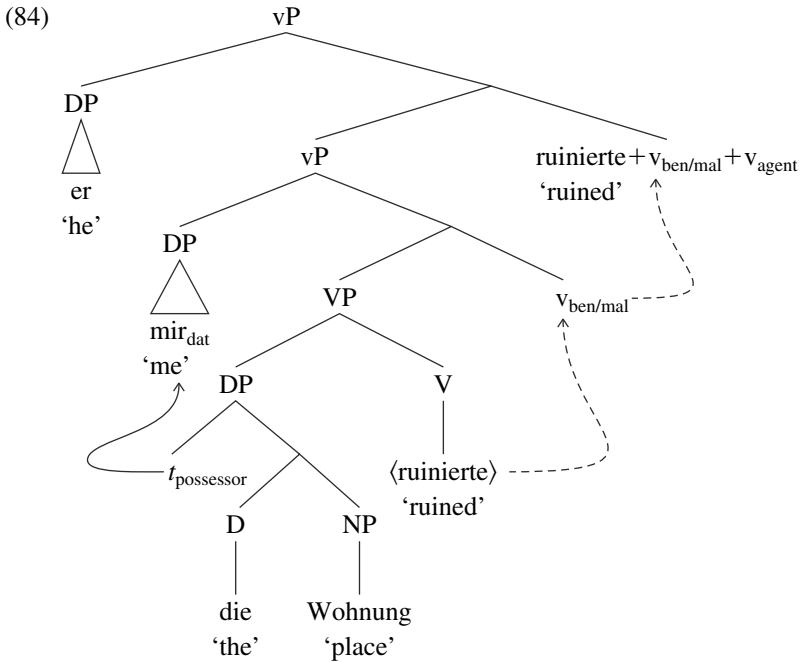 (84)
vP
DP
er
‘he’
vP
ruinierte+v_ben/mal+v_agent
‘ruined’
DP
mir_dat
‘me’
VP
v_ben/mal
DP
V
t_possessor
⟨ruinierte⟩
‘ruined’
D
NP
die
Wohnung
‘the’
‘place’